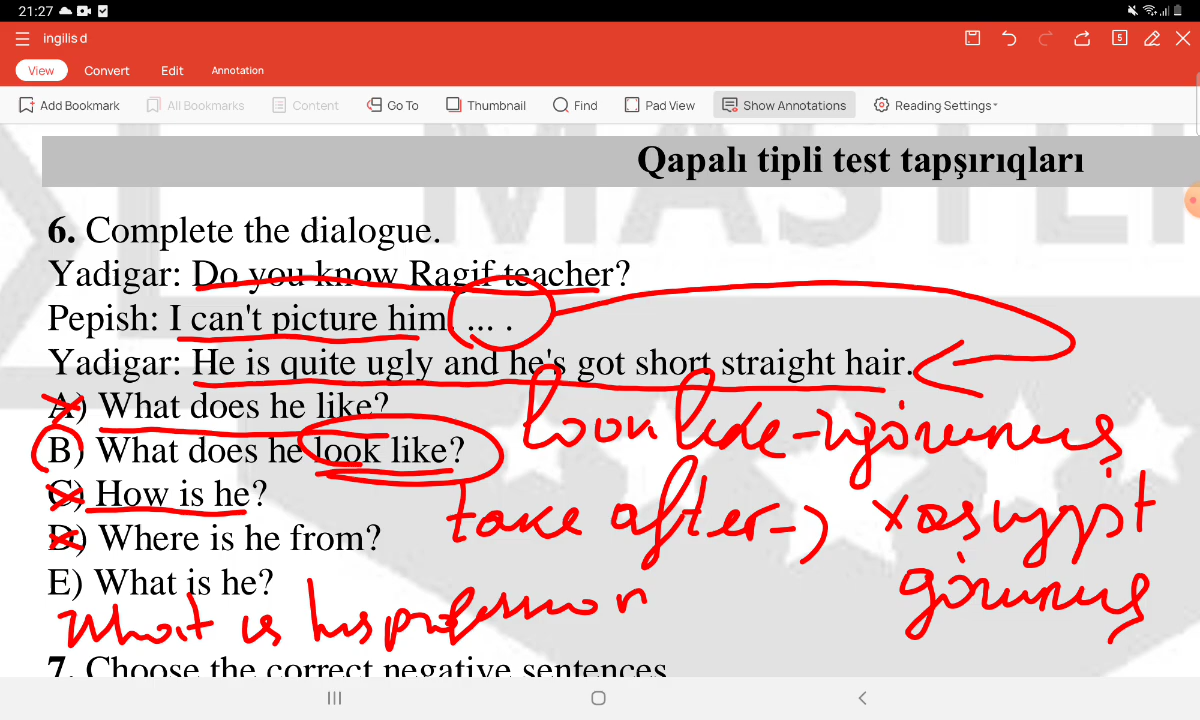 21:27
ingilis d
View Convert Edit Annotation
Add Bookmark All Bookmarks Content Go To Thumbnail Find Pad View Show Annotations Reading Settings
MASTER
Qapalı tipli test tapşırıqları
6. Complete the dialogue.
Yadigar: Do you know Ragif teacher?
Pepish: I can't picture him. ... .
Yadigar: He is quite ugly and he's got short straight hair.
A) What does he like?
B) What does he look like?
C) How is he?
D) Where is he from?
E) What is he?
take after
görünüş
What is his profession
7. Choose the correct negative sentences